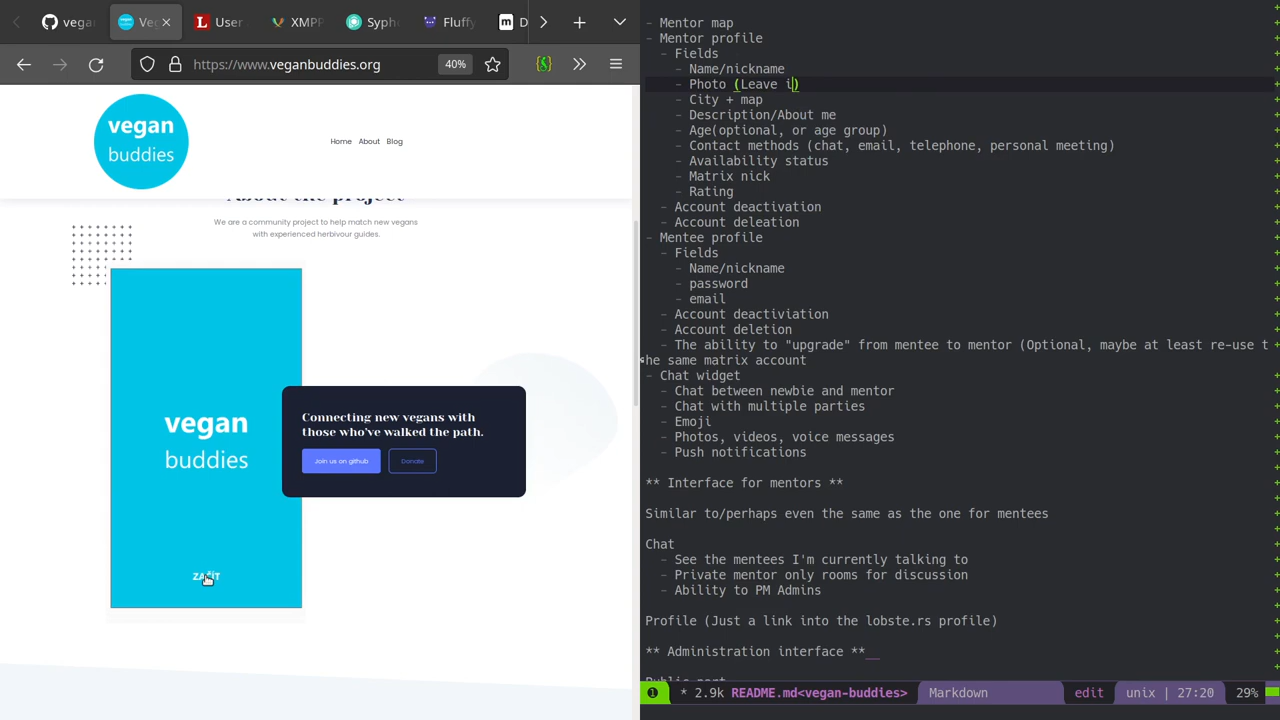 vegan
Veg
User
XMPP
Sypho
Fluffy
m D
https://www.veganbuddies.org
40%
vegan
buddies
Home About Blog
About the project
We are a community project to help match new vegans
with experienced herbivour guides.
vegan
buddies
ZAČÍT
Connecting new vegans with
those who've walked the path.
Join us on github
Donate
- Mentor map
- Mentor profile
- Fields
- Name/nickname
- Photo (Leave i)
- City + map
- Description/About me
- Age(optional, or age group)
- Contact methods (chat, email, telephone, personal meeting)
- Availability status
- Matrix nick
- Rating
- Account deactivation
- Account deleation
- Mentee profile
- Fields
- Name/nickname
- password
- email
- Account deactiviation
- Account deletion
- The ability to "upgrade" from mentee to mentor (Optional, maybe at least re-use t
he same matrix account
- Chat widget
- Chat between newbie and mentor
- Chat with multiple parties
- Emoji
- Photos, videos, voice messages
- Push notifications
** Interface for mentors **
Similar to/perhaps even the same as the one for mentees
Chat
- See the mentees I'm currently talking to
- Private mentor only rooms for discussion
- Ability to PM Admins
Profile (Just a link into the lobste.rs profile)
** Administration interface **__
1 * 2.9k README.md<vegan-buddies> Markdown edit unix | 27:20 29%